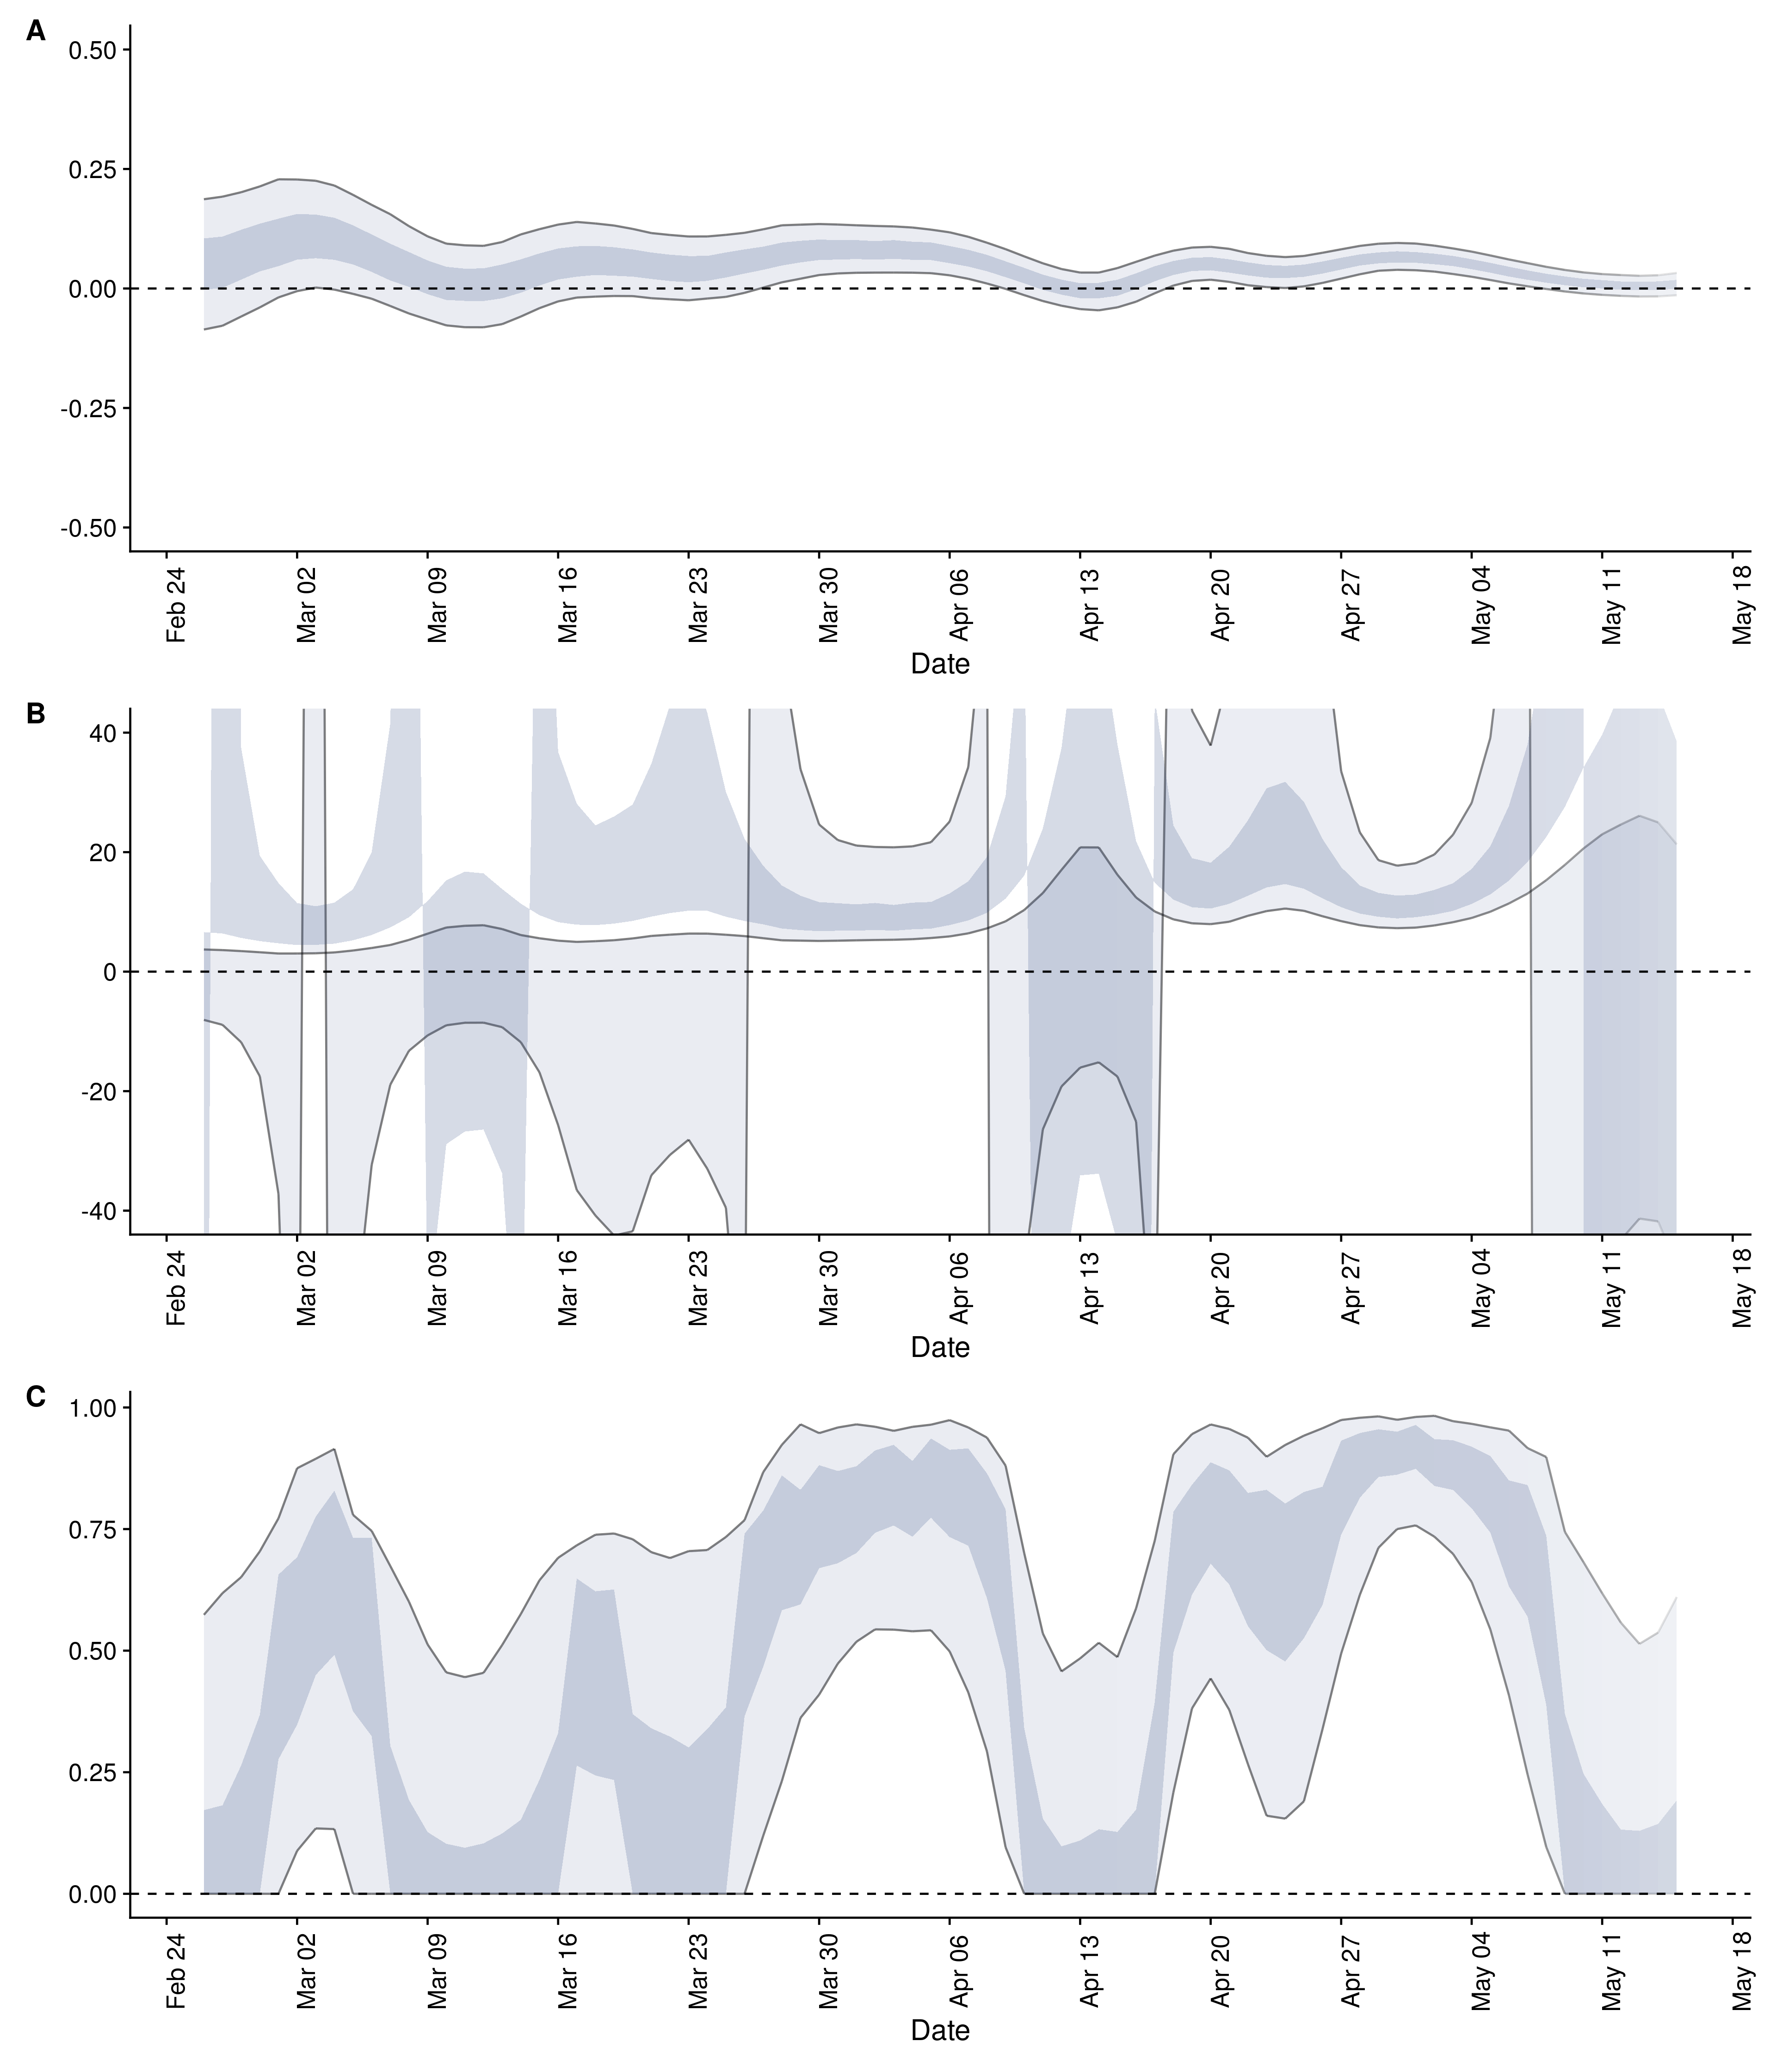 A
0.50
0.25
0.00
-0.25
-0.50
Feb 24
Mar 02
Mar 09
Mar 16
Mar 23
Mar 30
Apr 06
Apr 13
Apr 20
Apr 27
May 04
May 11
May 18
Date
B
40
20
0
-20
-40
Feb 24
Mar 02
Mar 09
Mar 16
Mar 23
Mar 30
Apr 06
Apr 13
Apr 20
Apr 27
May 04
May 11
May 18
Date
C
1.00
0.75
0.50
0.25
0.00
Feb 24
Mar 02
Mar 09
Mar 16
Mar 23
Mar 30
Apr 06
Apr 13
Apr 20
Apr 27
May 04
May 11
May 18
Date